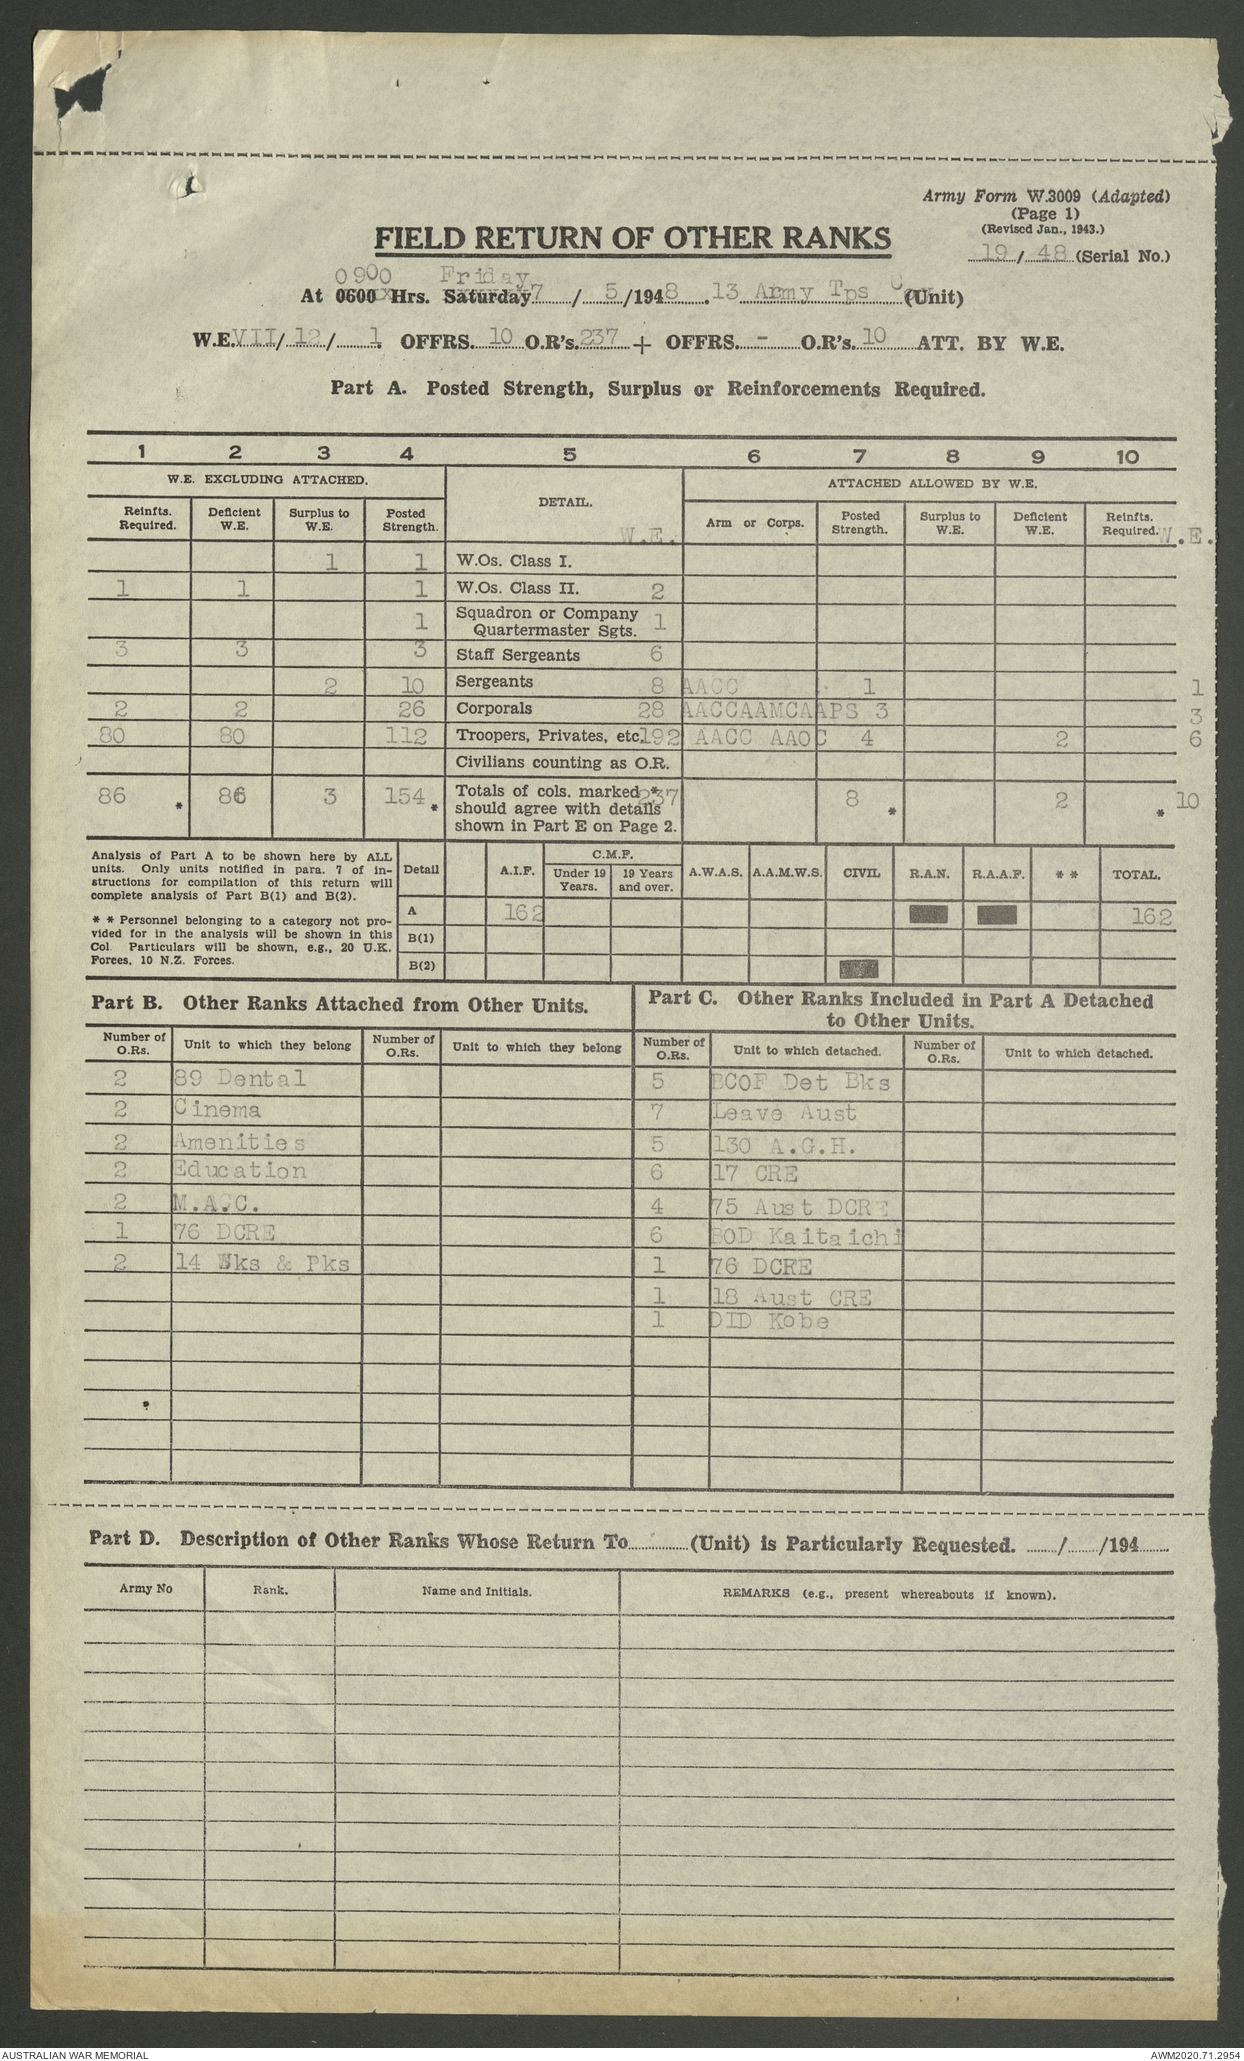 Army Form W.3009 (Adapted)
(Page 1)
(Revised Jan., 1943.)
FIELD RETURN OF OTHER RANKS
19 / 48 (Serial No.)
0900 Friday
At 0600 Hrs. Saturday 7 / 5 /1948 . 13 Army Tps Coy (Unit)
W.E. VII / 12 / 1. OFFRS. 10 O.R's. 237 + OFFRS. - O.R's. 10 ATT. BY W.E.
Part A. Posted Strength, Surplus or Reinforcements Required.
1 2 3 4 5 6 7 8 9 10
W.E. EXCLUDING ATTACHED. DETAIL. ATTACHED ALLOWED BY W.E.
Reinfts. Required. Deficient W.E. Surplus to W.E. Posted Strength. W.E. Arm or Corps. Posted Strength. Surplus to W.E. Deficient W.E. Reinfts. Required. W.E.
1 1 W.Os. Class I.
1 1 1 W.Os. Class II. 2
1 Squadron or Company Quartermaster Sgts. 1
3 3 3 Staff Sergeants 6
2 10 Sergeants 8 AACC 1 1
2 2 26 Corporals 28 AACCAAMCAAPS 3 3
80 80 112 Troopers, Privates, etc. 192 AACC AAOC 4 2 6
Civilians counting as O.R.
86 * 86 3 154 * Totals of cols. marked * should agree with details shown in Part E on Page 2. 237 8 * 2 * 10
Analysis of Part A to be shown here by ALL
units. Only units notified in para. 7 of in-
structions for compilation of this return will
complete analysis of Part B(1) and B(2).
* * Personnel belonging to a category not pro-
vided for in the analysis will be shown in this
Col. Particulars will be shown, e.g., 20 U.K.
Forces, 10 N.Z. Forces.
Detail A.I.F. C.M.F. Under 19 Years. 19 Years and over. A.W.A.S. A.A.M.W.S. CIVIL R.A.N. R.A.A.F. * * TOTAL.
A 162 162
B(1)
B(2)
Part B. Other Ranks Attached from Other Units.
Number of O.Rs. Unit to which they belong Number of O.Rs. Unit to which they belong
2 89 Dental
2 Cinema
2 Amenities
2 Education
2 M.A.C.
1 76 DCRE
2 14 Wks & Pks
Part C. Other Ranks Included in Part A Detached
to Other Units.
Number of O.Rs. Unit to which detached. Number of O.Rs. Unit to which detached.
5 BCOF Det Bks
7 Leave Aust
5 130 A.G.H.
6 17 CRE
4 75 Aust DCRE
6 BOD Kaitaichi
1 76 DCRE
1 18 Aust CRE
1 DID Kobe
Part D. Description of Other Ranks Whose Return To (Unit) is Particularly Requested. / /194
Army No Rank. Name and Initials. REMARKS (e.g., present whereabouts if known).
AUSTRALIAN WAR MEMORIAL
AWM2020.71.2954